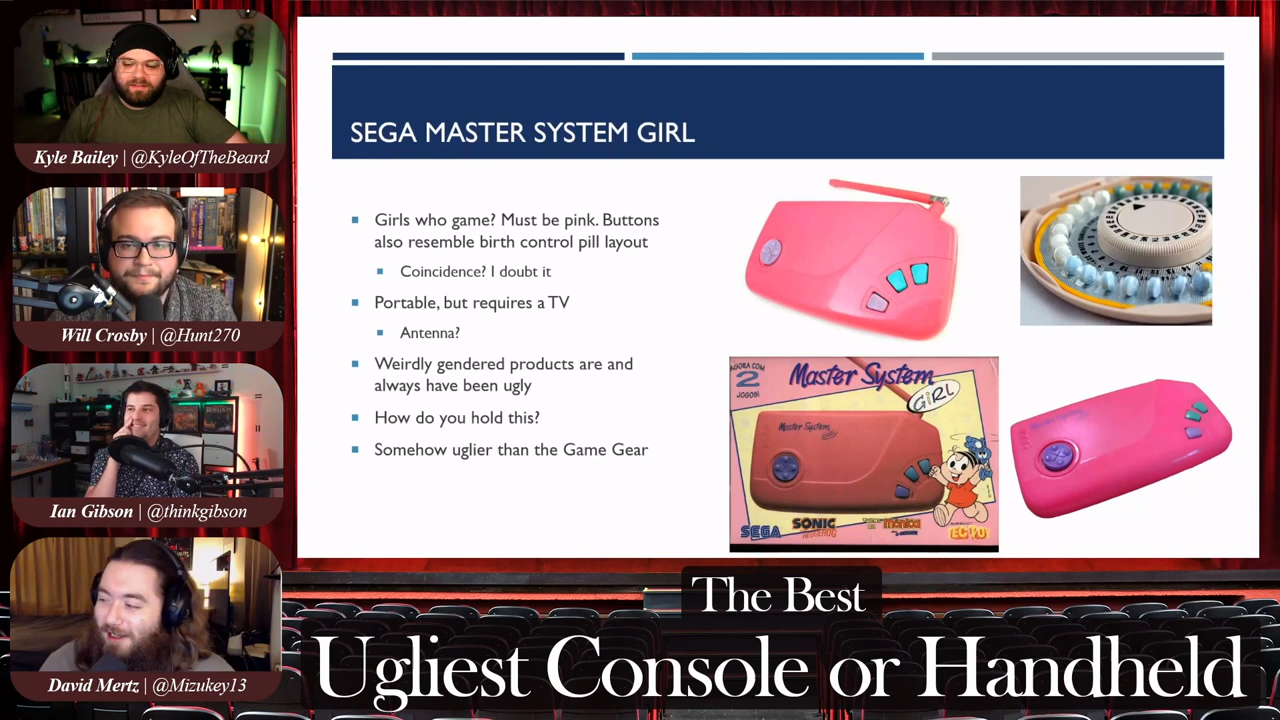 Kyle Bailey | @KyleOfTheBeard
Will Crosby | @Hunt270
Ian Gibson | @thinkgibson
David Mertz | @Mizukey13
SEGA MASTER SYSTEM GIRL
Girls who game? Must be pink. Buttons
also resemble birth control pill layout
Coincidence? I doubt it
Portable, but requires a TV
Antenna?
Weirdly gendered products are and
always have been ugly
How do you hold this?
Somehow uglier than the Game Gear
AGORA COM
2
JOGOS!
Master System
GIRL
Master System
SEGA
SONIC
THE HEDGEHOG
MÔNICA
TECTOY
The Best
Ugliest Console or Handheld